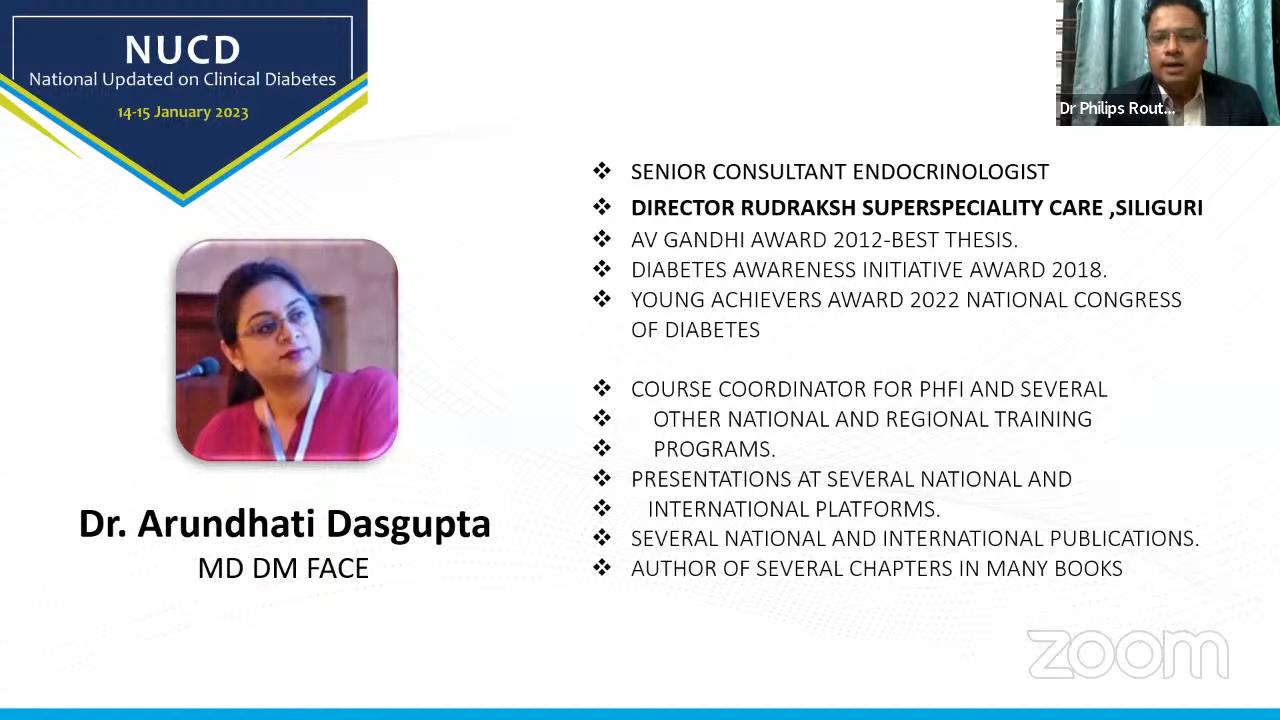 NUCD
National Updated on Clinical Diabetes
14-15 January 2023
Dr Philips Rout...
❖ SENIOR CONSULTANT ENDOCRINOLOGIST
❖ DIRECTOR RUDRAKSH SUPERSPECIALITY CARE ,SILIGURI
❖ AV GANDHI AWARD 2012-BEST THESIS.
❖ DIABETES AWARENESS INITIATIVE AWARD 2018.
❖ YOUNG ACHIEVERS AWARD 2022 NATIONAL CONGRESS
OF DIABETES
❖ COURSE COORDINATOR FOR PHFI AND SEVERAL
❖ OTHER NATIONAL AND REGIONAL TRAINING
❖ PROGRAMS.
❖ PRESENTATIONS AT SEVERAL NATIONAL AND
❖ INTERNATIONAL PLATFORMS.
❖ SEVERAL NATIONAL AND INTERNATIONAL PUBLICATIONS.
❖ AUTHOR OF SEVERAL CHAPTERS IN MANY BOOKS
Dr. Arundhati Dasgupta
MD DM FACE
zoom